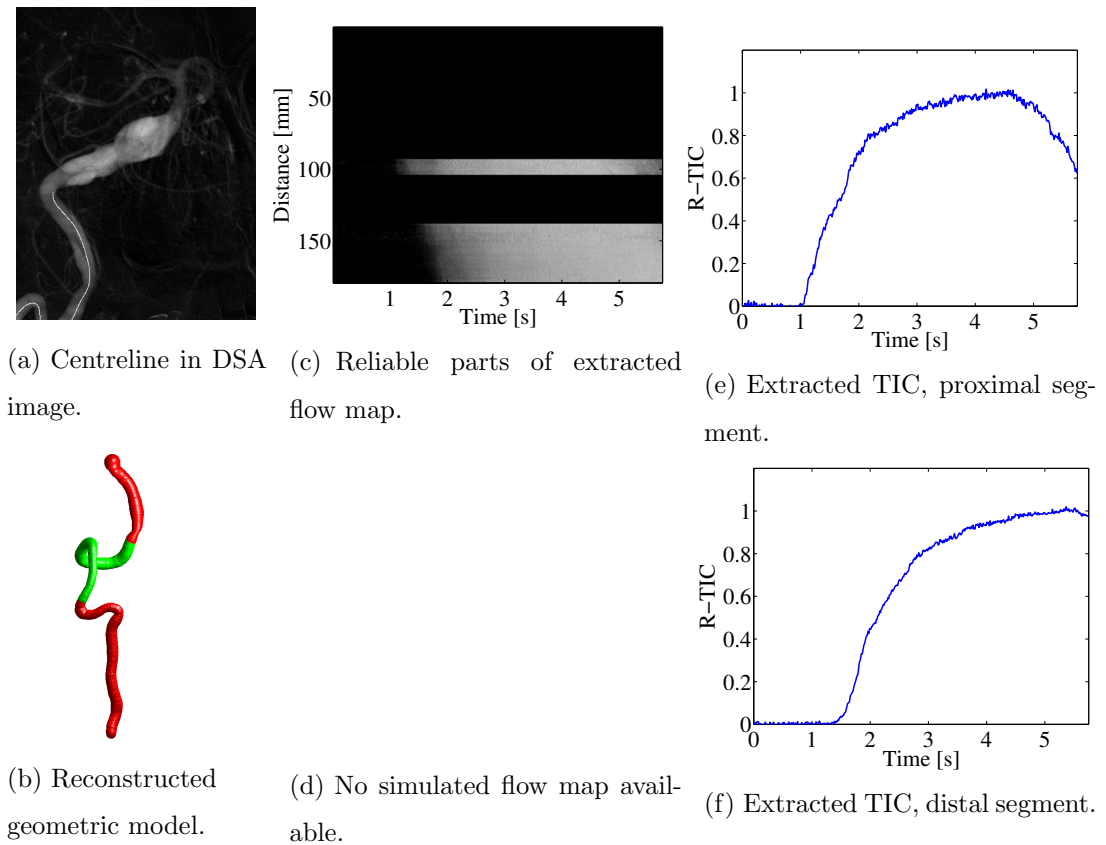 50
100
150
Distance [mm]
1
2
3
4
5
Time [s]
1
0.8
0.6
0.4
0.2
0
R−TIC
0
1
2
3
4
5
Time [s]
(a) Centreline in DSA
image.
(c) Reliable parts of extracted
flow map.
(e) Extracted TIC, proximal seg-
ment.
1
0.8
0.6
0.4
0.2
0
R−TIC
0
1
2
3
4
5
Time [s]
(b) Reconstructed
geometric model.
(d) No simulated flow map avail-
able.
(f) Extracted TIC, distal segment.